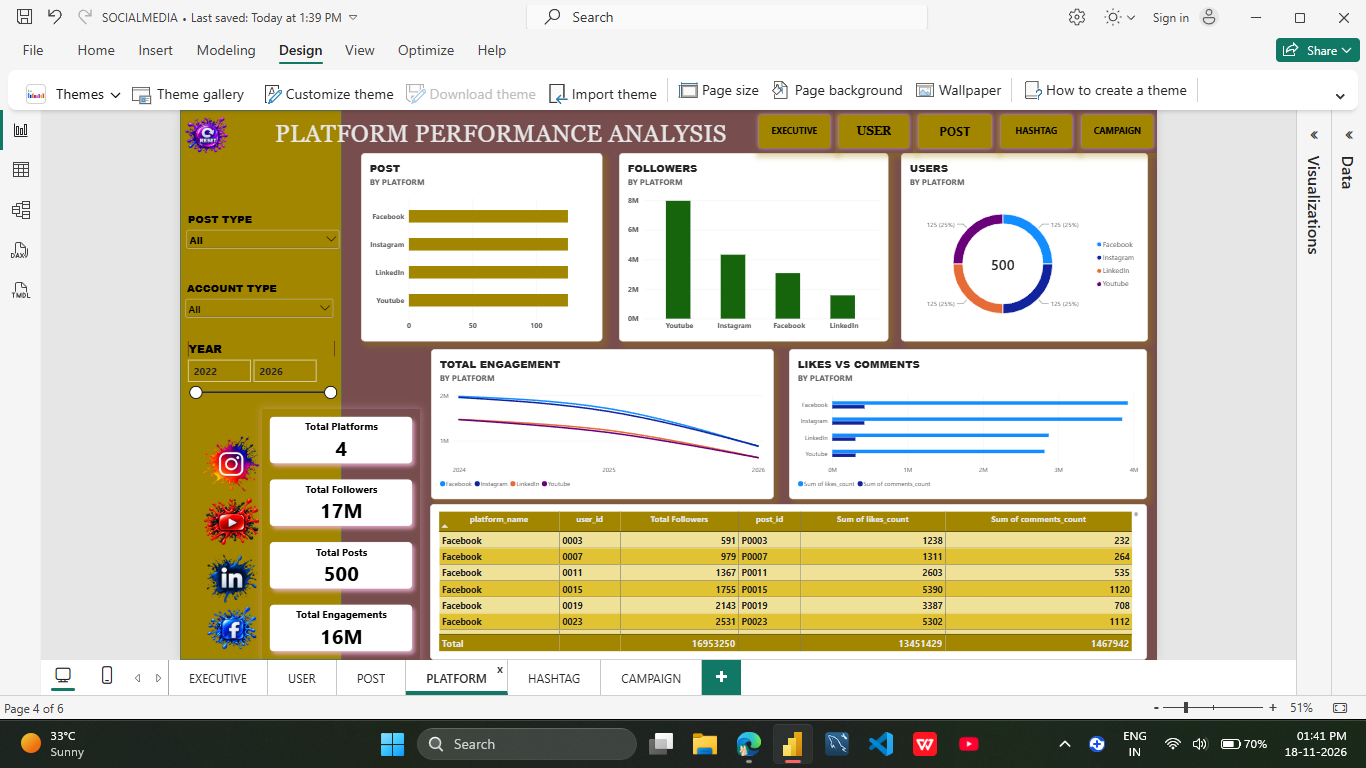 SOCIALMEDIA • Last saved: Today at 1:39 PM
Search
Sign in
File Home Insert Modeling Design View Optimize Help
Share
Themes Theme gallery Customize theme Download theme Import theme Page size Page background Wallpaper How to create a theme
DAX
TMDL
RESET
PLATFORM PERFORMANCE ANALYSIS
EXECUTIVE USER POST HASHTAG CAMPAIGN
POST TYPE
All
ACCOUNT TYPE
All
YEAR
2022 2026
POST
BY PLATFORM
Facebook
Instagram
LinkedIn
Youtube
0 50 100
FOLLOWERS
BY PLATFORM
8M
6M
4M
2M
0M
Youtube Instagram Facebook LinkedIn
USERS
BY PLATFORM
125 (25%) 125 (25%)
500
125 (25%) 125 (25%)
Facebook
Instagram
LinkedIn
Youtube
TOTAL ENGAGEMENT
BY PLATFORM
2M
1M
2024 2025 2026
Facebook Instagram LinkedIn Youtube
LIKES VS COMMENTS
BY PLATFORM
Facebook
Instagram
LinkedIn
Youtube
0M 1M 2M 3M 4M
Sum of likes_count Sum of comments_count
Total Platforms
4
Total Followers
17M
Total Posts
500
Total Engagements
16M
in
f
platform_name user_id Total Followers post_id Sum of likes_count Sum of comments_count
Facebook 0003 591 P0003 1238 232
Facebook 0007 979 P0007 1311 264
Facebook 0011 1367 P0011 2603 535
Facebook 0015 1755 P0015 5390 1120
Facebook 0019 2143 P0019 3387 708
Facebook 0023 2531 P0023 5302 1112
Total 16953250 13451429 1467942
Visualizations
Data
EXECUTIVE USER POST PLATFORM x HASHTAG CAMPAIGN +
Page 4 of 6
- + 51%
33°C
Sunny
Search
W
ENG
IN
70%
01:41 PM
18-11-2026